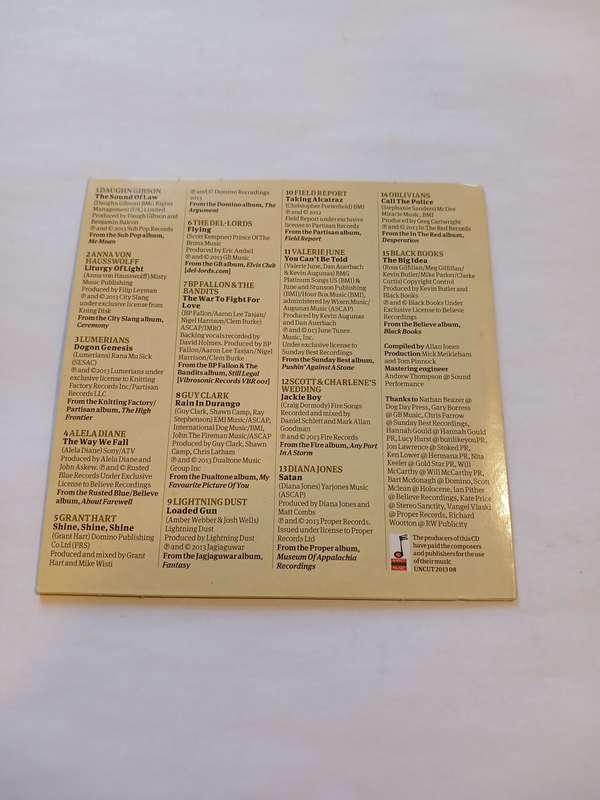 1 DAUGHN GIBSON
The Sound Of Law
(Daughn Gibson) BMG Rights
Management (UK) Limited
Produced by Daugn Gibson and
Benjamin Balcon
℗ and © 2013 Sub Pop Records
From the Sub Pop album,
Me Moan
2 ANNA VON
HAUSSWOLFF
Liturgy Of Light
(Anna von Hausswolff) Misty
Music Publishing
Produced by Filip Leyman
℗ and © 2013 City Slang
under exclusive license from
Kning Disk
From the City Slang album,
Ceremony
3 LUMERIANS
Dogon Genesis
(Lumerians) Rana Mu Sick
(SESAC)
℗ and ©2013 Lumerians under
exclusive license to Knitting
Factory Records Inc/Partisan
Records LLC
From the Knitting Factory/
Partisan album, The High
Frontier
4 ALELA DIANE
The Way We Fall
(Alela Diane) Sony/ATV
Produced by Alela Diane and
John Askew. ℗ and © Rusted
Blue Records Under Exclusive
License to Believe Recordings
From the Rusted Blue/Believe
album, About Farewell
5 GRANT HART
Shine, Shine, Shine
(Grant Hart) Domino Publishing
Co Ltd (PRS)
Produced and mixed by Grant
Hart and Mike Wisti
℗ and © Domino Recordings
2013
From the Domino album, The
Argument
6 THE DEL-LORDS
Flying
(Scott Kempner) Prince Of The
Bronx Music
Produced by Eric Ambel
℗ and © 2013 GB Music
From the GB album, Elvis Club
[del-lords.com]
7 BP FALLON & THE
BANDITS
The War To Fight For
Love
(BP Fallon/Aaron Lee Tasjan/
Nigel Harrison/Clem Burke)
ASCAP/IMRO
Backing vocals recorded by
David Holmes. Produced by BP
Fallon/Aaron Lee Tasjan/Nigel
Harrison/Clem Burke
From the BP Fallon & The
Bandits album, Still Legal
[Vibrosonic Records VBR 001]
8 GUY CLARK
Rain In Durango
(Guy Clark, Shawn Camp, Ray
Stephenson) EMI Music/ASCAP,
International Dog Music/BMI,
John The Fireman Music/ASCAP
Produced by Guy Clark, Shawn
Camp, Chris Latham
℗ and © 2013 Dualtone Music
Group Inc
From the Dualtone album, My
Favourite Picture Of You
9 LIGHTNING DUST
Loaded Gun
(Amber Webber & Josh Wells)
Lightning Dust
Produced by Lightning Dust
℗ and © 2013 Jagjaguwar
From the Jagjaguwar album,
Fantasy
10 FIELD REPORT
Taking Alcatraz
(Christopher Porterfield) BMI
℗ and © 2012
Field Report under exclusive
license to Partisan Records
From the Partisan album,
Field Report
11 VALERIE JUNE
You Can't Be Told
(Valerie June, Dan Auerbach
& Kevin Augunas) BMG
Platinum Songs US (BMI) &
June and Stunson Publishing
(BMI)/Hour Box Music (BMI),
administered by Wixen Music/
Augunas Music (ASCAP)
Produced by Kevin Augunas
and Dan Auerbach
℗ and © 2013 June Tunes
Music, Inc.
Under exclusive license to
Sunday Best Recordings
From the Sunday Best album,
Pushin' Against A Stone
12 SCOTT & CHARLENE'S
WEDDING
Jackie Boy
(Craig Dermody) Fire Songs
Recorded and mixed by
Daniel Schlett and Mark Allan
Goodman
℗ and © 2013 Fire Records
From the Fire album, Any Port
In A Storm
13 DIANA JONES
Satan
(Diana Jones) Yarjones Music
(ASCAP)
Produced by Diana Jones and
Matt Combs
℗ and © 2013 Proper Records.
Issued under license to Proper
Records Ltd
From the Proper album,
Museum Of Appalachia
Recordings
14 OBLIVIANS
Call The Police
(Stephanie Sanders) Mc Dee
Miracle Music, BMI
Produced by Greg Cartwright
℗ and © 2013 In The Red Records
From the In The Red album,
Desperation
15 BLACK BOOKS
The Big Idea
(Ross Gilfillan/Meg Gilfillan/
Kevin Butler/Mike Parker/Clarke
Curtis) Copyright Control
Produced by Kevin Butler and
Black Books
℗ and © Black Books Under
Exclusive License to Believe
Recordings
From the Believe album,
Black Books
Compiled by Allan Jones
Production Mick Meikleham
and Tom Pinnock
Mastering engineer
Andrew Thompson @ Sound
Performance
Thanks to Nathan Beazer @
Dog Day Press, Gary Borress
@ GB Music, Chris Farrow
@ Sunday Best Recordings,
Hannah Gould @ Hannah Gould
PR, Lucy Hurst @ butilikeyouPR,
Jon Lawrence @ Stoked PR,
Ken Lower @ Hermana PR, Nita
Keeler @ Gold Star PR, Will
McCarthy @ Will McCarthy PR,
Bart Mcdonagh @ Domino, Scott
Mclean @ Holocene, Ian Pither
@ Believe Recordings, Kate Price
@ Stereo Sanctity, Vangel Vlaski
@ Proper Records, Richard
Wootton @ RW Publicity
The producers of this CD
have paid the composers
and publishers for the use
of their music
UNCUT 2013 08